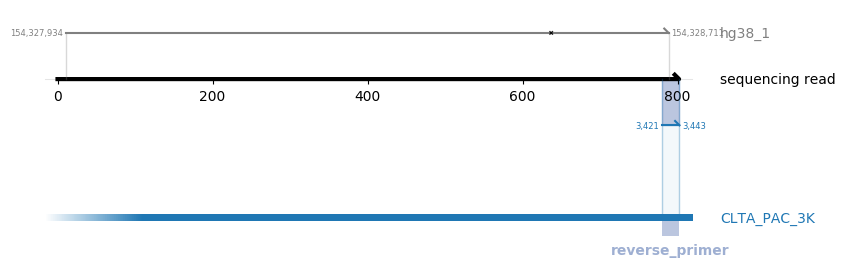 154,327,934 154,328,71 hg38_1
sequencing read
0 200 400 600 800
3,421 3,443
CLTA_PAC_3K
reverse_primer